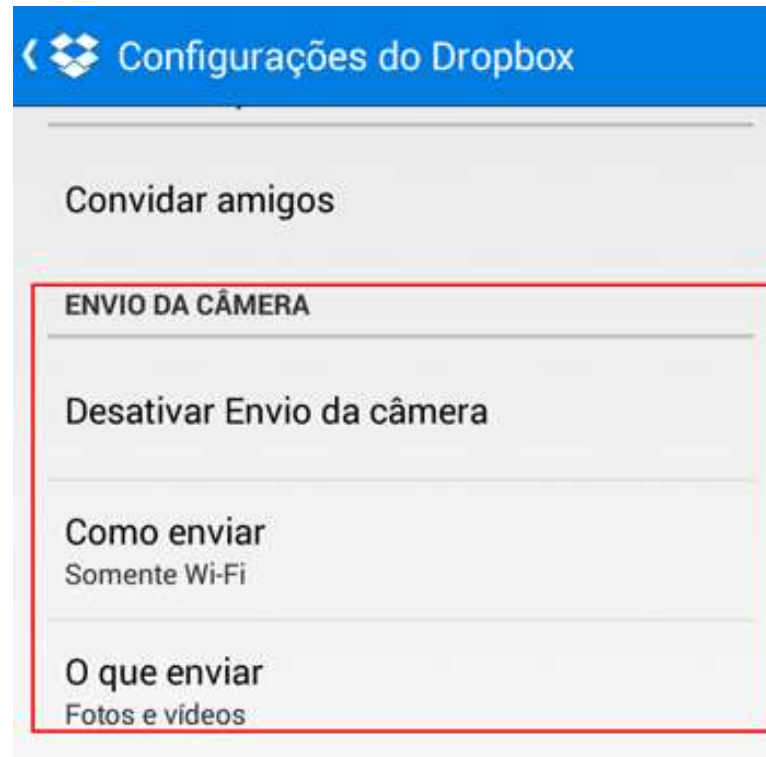 Configurações do Dropbox
Convidar amigos
ENVIO DA CÂMERA
Desativar Envio da câmera
Como enviar
Somente Wi-Fi
O que enviar
Fotos e vídeos